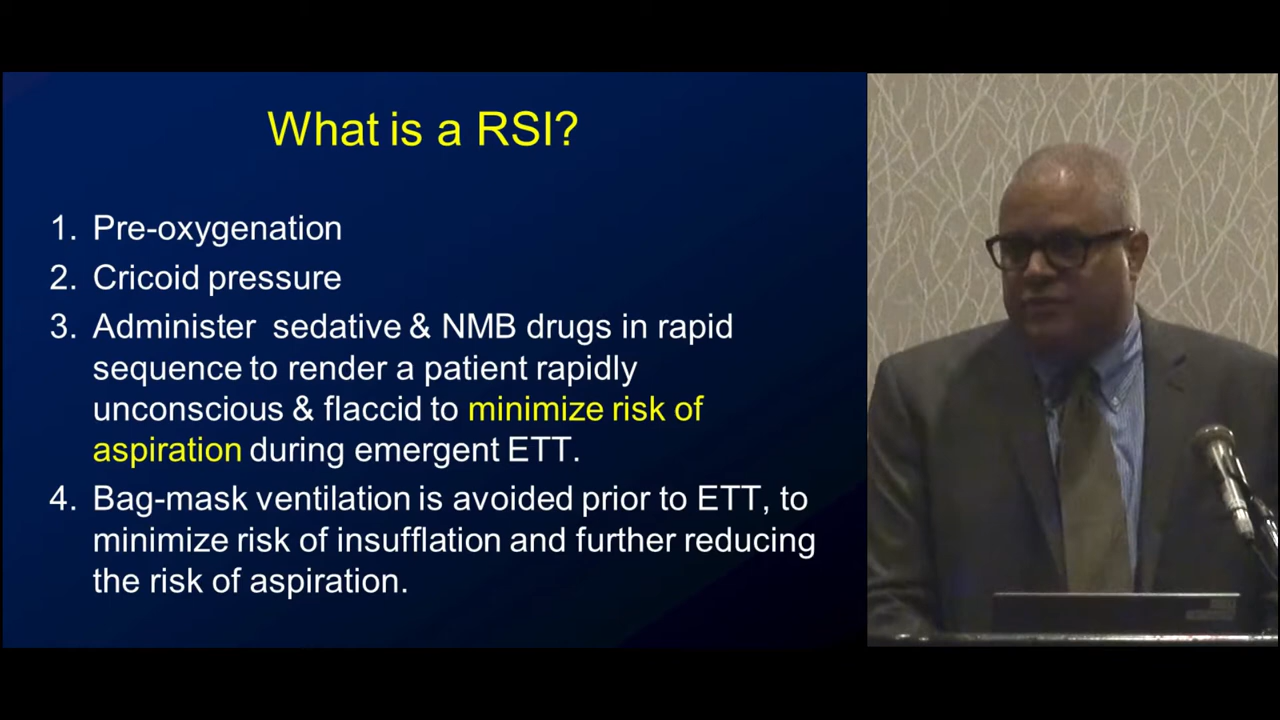 What is a RSI?
1. Pre-oxygenation
2. Cricoid pressure
3. Administer sedative & NMB drugs in rapid
sequence to render a patient rapidly
unconscious & flaccid to minimize risk of
aspiration during emergent ETT.
4. Bag-mask ventilation is avoided prior to ETT, to
minimize risk of insufflation and further reducing
the risk of aspiration.